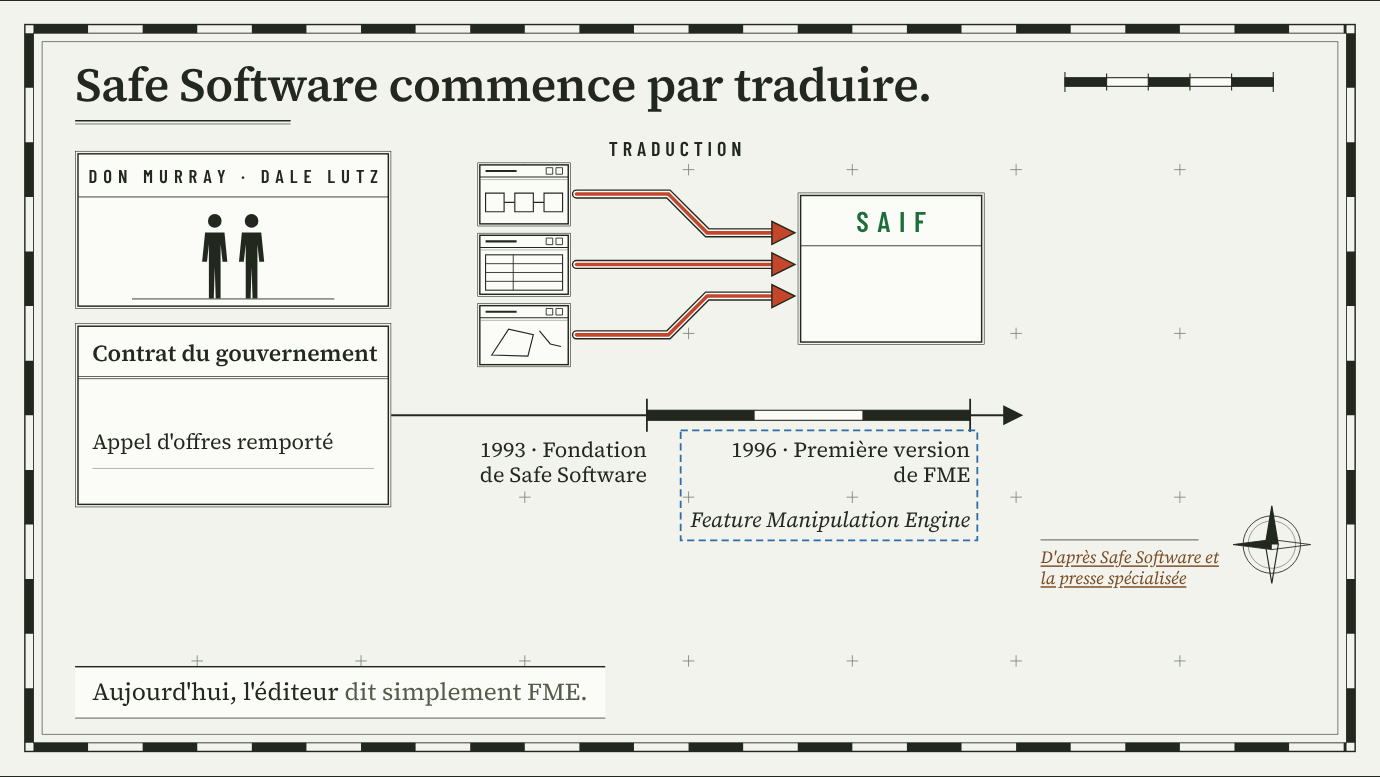 Safe Software commence par traduire.
TRADUCTION
DON MURRAY · DALE LUTZ
SAIF
Contrat du gouvernement
Appel d'offres remporté
1993 · Fondation
de Safe Software
1996 · Première version
de FME
Feature Manipulation Engine
D'après Safe Software et
la presse spécialisée
Aujourd'hui, l'éditeur dit simplement FME.